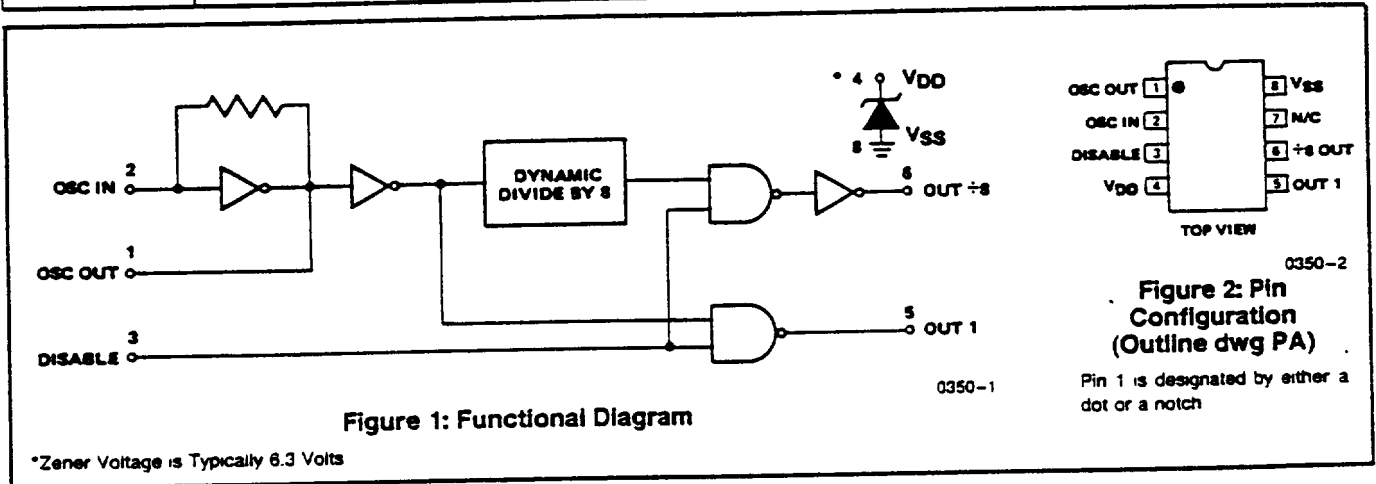 * 4 VDD
8 VSS
OSC IN 2
DYNAMIC
DIVIDE BY 8
6 OUT ÷8
1
OSC OUT
3
DISABLE
5 OUT 1
0350-1
Figure 1: Functional Diagram
*Zener Voltage is Typically 6.3 Volts
OSC OUT 1
OSC IN 2
DISABLE 3
VDD 4
8 VSS
7 N/C
6 ÷8 OUT
5 OUT 1
TOP VIEW
0350-2
Figure 2: Pin
Configuration
(Outline dwg PA)
Pin 1 is designated by either a
dot or a notch